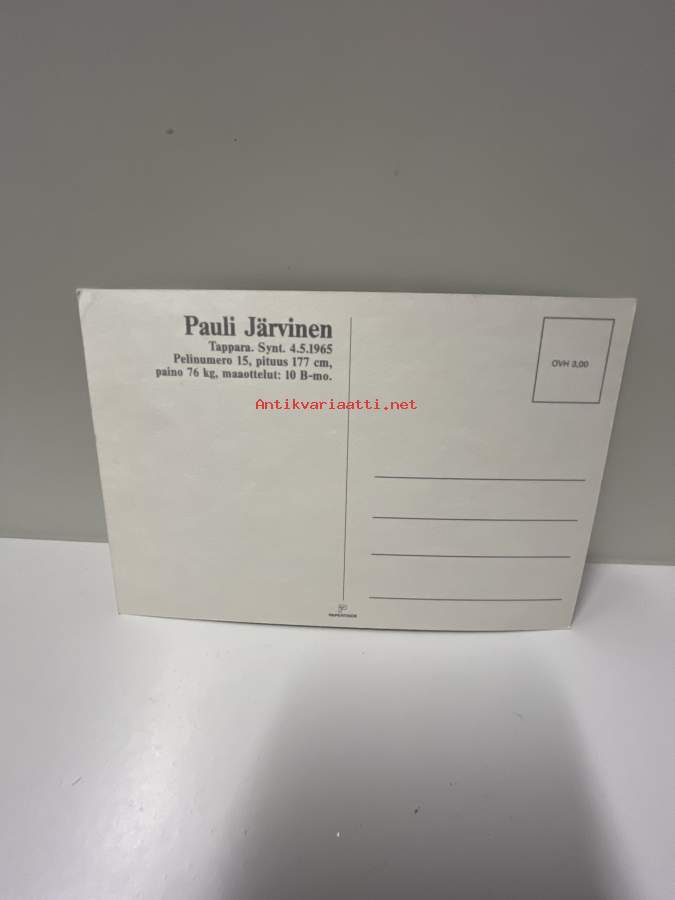 Pauli Järvinen
Tappara. Synt. 4.5.1965
Pelinumero 15, pituus 177 cm,
paino 76 kg, maaottelut: 10 B-mo.
OVH 3,00
Antikvariaatti.net